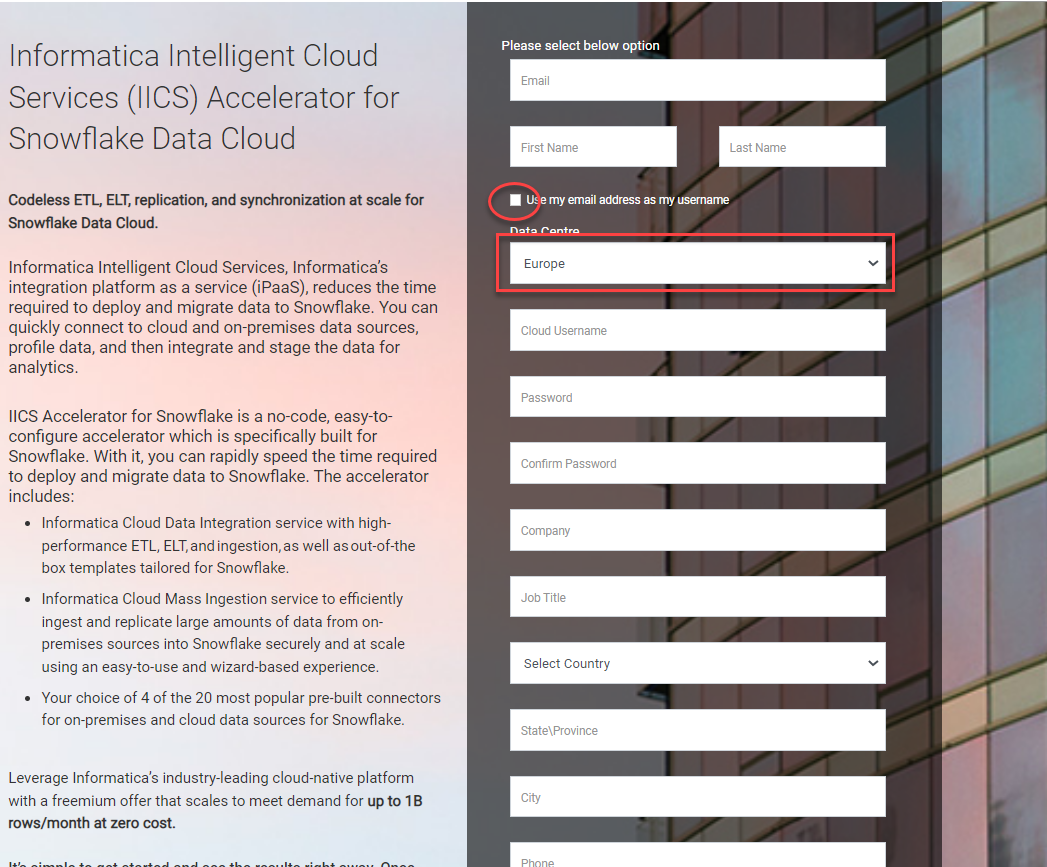 Informatica Intelligent Cloud
Services (IICS) Accelerator for
Snowflake Data Cloud
Codeless ETL, ELT, replication, and synchronization at scale for
Snowflake Data Cloud.
Informatica Intelligent Cloud Services, Informatica’s
integration platform as a service (iPaaS), reduces the time
required to deploy and migrate data to Snowflake. You can
quickly connect to cloud and on-premises data sources,
profile data, and then integrate and stage the data for
analytics.
IICS Accelerator for Snowflake is a no-code, easy-to-
configure accelerator which is specifically built for
Snowflake. With it, you can rapidly speed the time required
to deploy and migrate data to Snowflake. The accelerator
includes:
• Informatica Cloud Data Integration service with high-
performance ETL, ELT, and ingestion, as well as out-of-the
box templates tailored for Snowflake.
• Informatica Cloud Mass Ingestion service to efficiently
ingest and replicate large amounts of data from on-
premises sources into Snowflake securely and at scale
using an easy-to-use and wizard-based experience.
• Your choice of 4 of the 20 most popular pre-built connectors
for on-premises and cloud data sources for Snowflake.
Leverage Informatica’s industry-leading cloud-native platform
with a freemium offer that scales to meet demand for up to 1B
rows/month at zero cost.
It’s simple to get started and see the results right away. Once
Please select below option
Email
First Name
Last Name
Use my email address as my username
Data Centre
Europe
Cloud Username
Password
Confirm Password
Company
Job Title
Select Country
State\Province
City
Phone